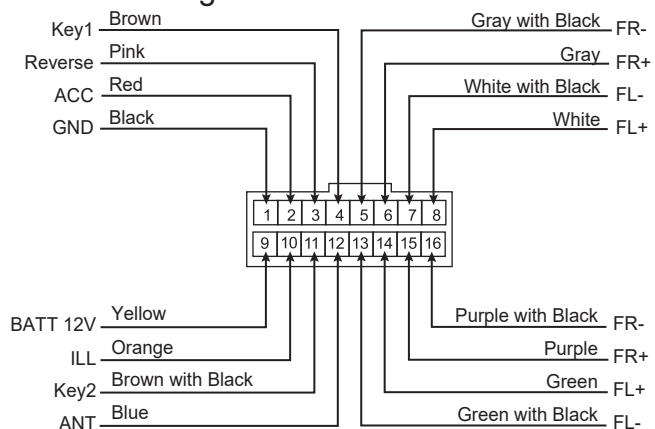 Key1 Brown
Reverse Pink
ACC Red
GND Black
Gray with Black FR-
Gray FR+
White with Black FL-
White FL+
1 2 3 4 5 6 7 8
9 10 11 12 13 14 15 16
BATT 12V Yellow
ILL Orange
Key2 Brown with Black
ANT Blue
Purple with Black FR-
Purple FR+
Green FL+
Green with Black FL-